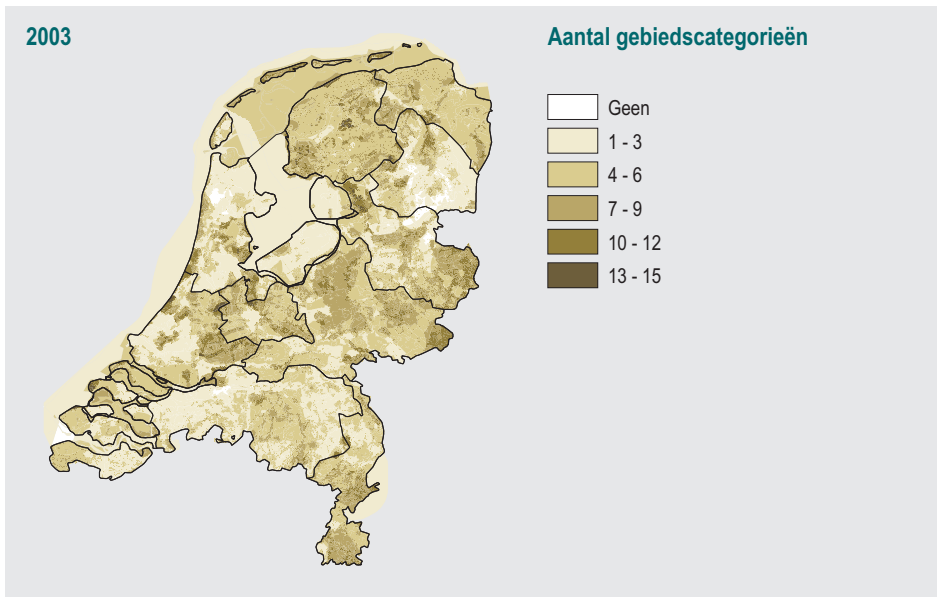 2003
Aantal gebiedscategorieën
Geen
1 - 3
4 - 6
7 - 9
10 - 12
13 - 15